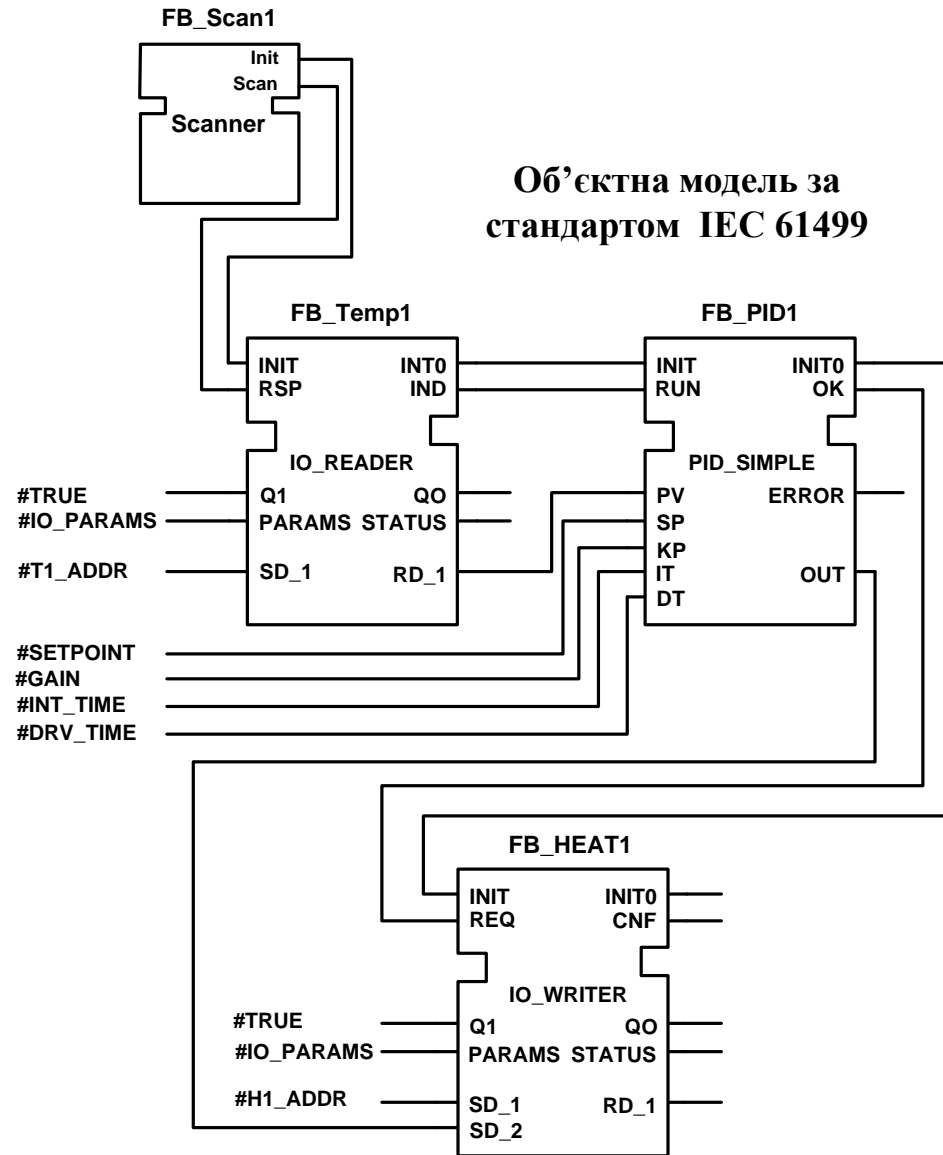 FB_Scan1
Init
Scan
Scanner
Об’єктна модель за
стандартом IEC 61499
FB_Temp1
INIT INT0
RSP IND
IO_READER
#TRUE Q1 QO
#IO_PARAMS PARAMS STATUS
#T1_ADDR SD_1 RD_1
FB_PID1
INIT INIT0
RUN OK
PID_SIMPLE
PV ERROR
SP
KP
IT OUT
DT
#SETPOINT
#GAIN
#INT_TIME
#DRV_TIME
FB_HEAT1
INIT INIT0
REQ CNF
IO_WRITER
#TRUE Q1 QO
#IO_PARAMS PARAMS STATUS
#H1_ADDR SD_1 RD_1
SD_2